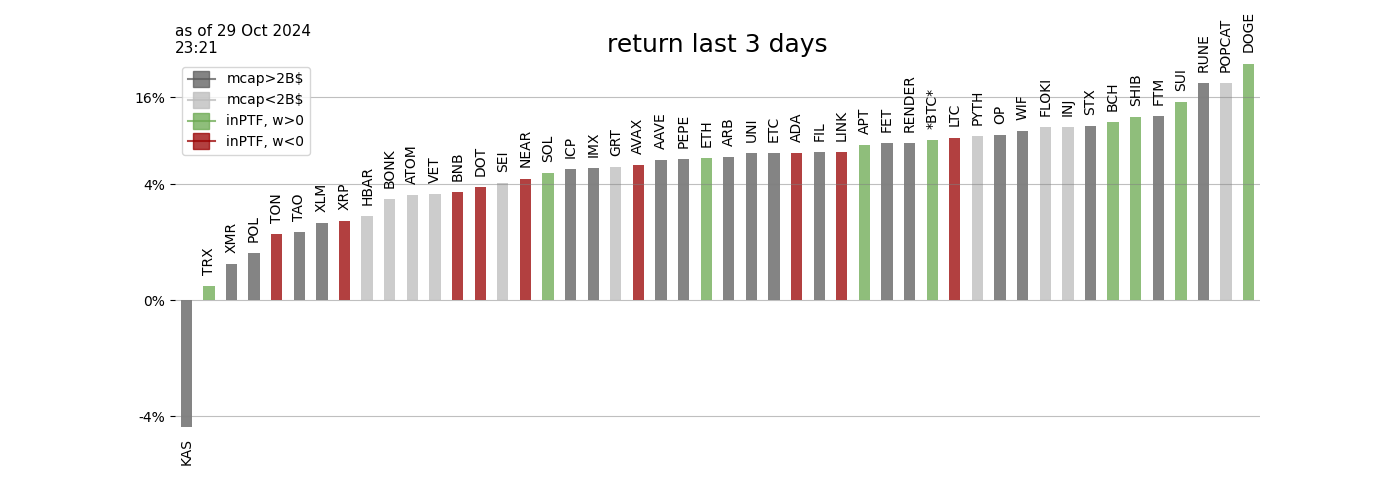 as of 29 Oct 2024
23:21
return last 3 days
mcap>2B$
mcap<2B$
inPTF, w>0
inPTF, w<0
16%
4%
0%
-4%
KAS
TRX
XMR
POL
TON
TAO
XLM
XRP
HBAR
BONK
ATOM
VET
BNB
DOT
SEI
NEAR
SOL
ICP
IMX
GRT
AVAX
AAVE
PEPE
ETH
ARB
UNI
ETC
ADA
FIL
LINK
APT
FET
RENDER
*BTC*
LTC
PYTH
OP
WIF
FLOKI
INJ
STX
BCH
SHIB
FTM
SUI
RUNE
POPCAT
DOGE